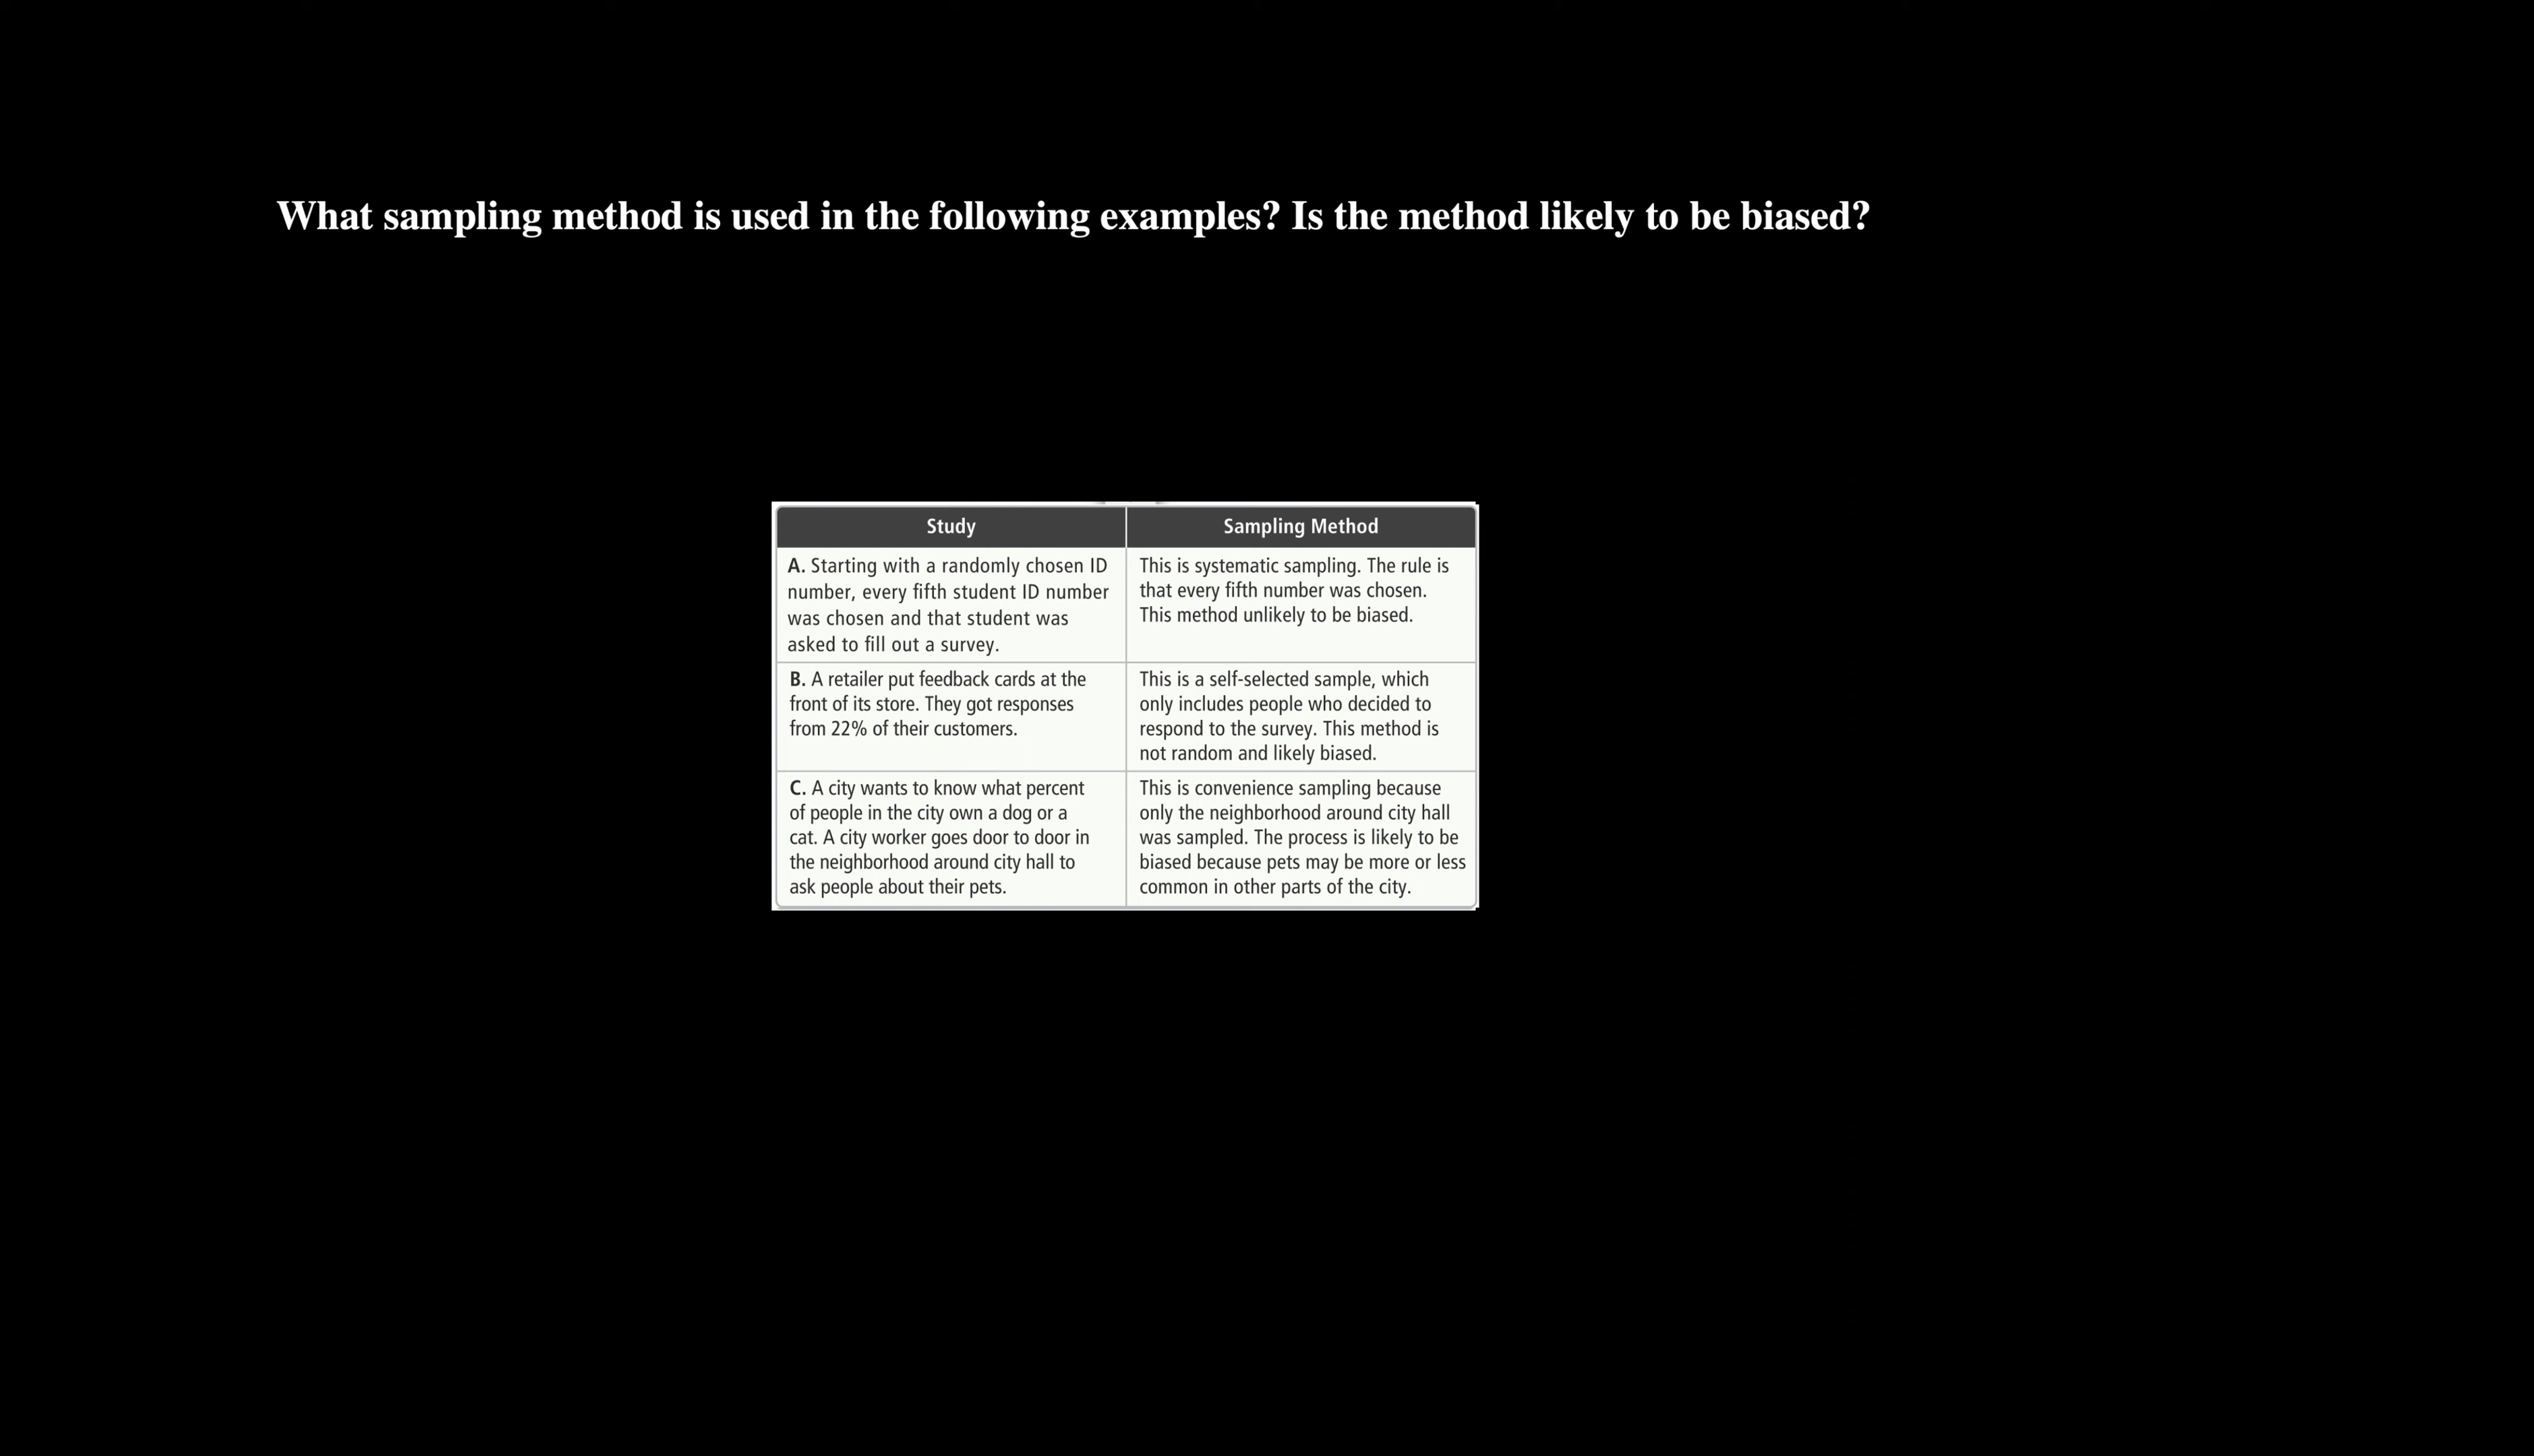 What sampling method is used in the following examples? Is the method likely to be biased?
Study
Sampling Method
A. Starting with a randomly chosen ID
number, every fifth student ID number
was chosen and that student was
asked to fill out a survey.
This is systematic sampling. The rule is
that every fifth number was chosen.
This method unlikely to be biased.
B. A retailer put feedback cards at the
front of its store. They got responses
from 22% of their customers.
This is a self-selected sample, which
only includes people who decided to
respond to the survey. This method is
not random and likely biased.
C. A city wants to know what percent
of people in the city own a dog or a
cat. A city worker goes door to door in
the neighborhood around city hall to
ask people about their pets.
This is convenience sampling because
only the neighborhood around city hall
was sampled. The process is likely to be
biased because pets may be more or less
common in other parts of the city.